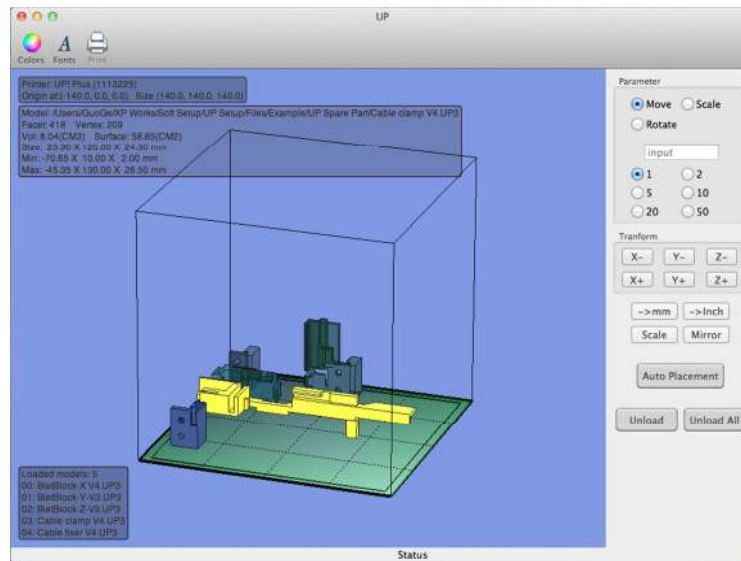 UP
Colors Fonts Print
Printer: UP! Plus (1113225)
Origin at:(-140.0, 0.0, 0.0) Size (140.0, 140.0, 140.0)
Model: /Users/GuoGe/XP Works/Soft Setup/UP Setup/Files/Example/UP Spare Part/Cable clamp V4.UP3
Facet: 418 Vertex: 209
Vol: 6.04(CM3) Surface: 58.65(CM2)
Size: 25.30 X 120.00 X 24.50 mm
Min: -70.65 X 10.00 X 2.00 mm
Max: -45.35 X 130.00 X 26.50 mm
Parameter
Move Scale
Rotate
input
1 2
5 10
20 50
Tranform
X- Y- Z-
X+ Y+ Z+
->mm ->Inch
Scale Mirror
Auto Placement
Unload Unload All
Loaded models: 5
00: BletBlock-X V4.UP3
01: BletBlock-Y-V3.UP3
02: BletBlock-Z-V3.UP3
03: Cable clamp V4.UP3
04: Cable fixer V4.UP3
Status